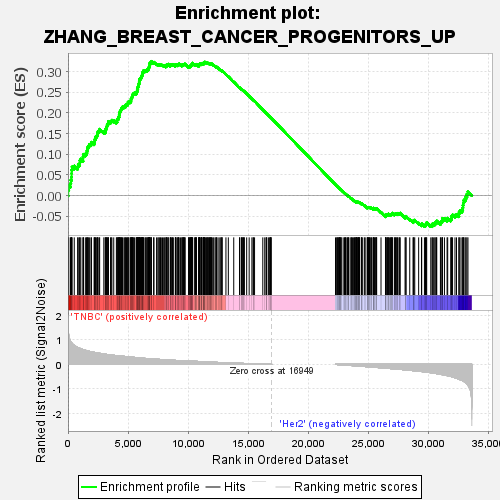 Enrichment plot:
ZHANG_BREAST_CANCER_PROGENITORS_UP
Enrichment score (ES)
0.30
0.25
0.20
0.15
0.10
0.05
0.00
-0.05
'TNBC' (positively correlated)
Ranked list metric (Signal2Noise)
2
1
0
-1
-2
Zero cross at 16949
'Her2' (negatively correlated)
0 5,000 10,000 15,000 20,000 25,000 30,000 35,000
Rank in Ordered Dataset
Enrichment profile Hits Ranking metric scores